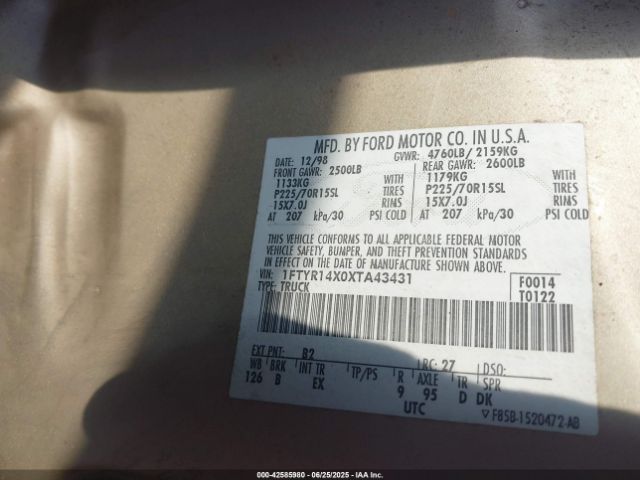 MFD. BY FORD MOTOR CO. IN U.S.A.
DATE: 12/98 GVWR: 4760LB/ 2159KG
FRONT GAWR: 2500LB REAR GAWR: 2600LB
1133KG WITH 1179KG WITH
P225/70R15SL TIRES P225/70R15SL TIRES
15X7.0J RIMS 15X7.0J RIMS
AT 207 kPa/30 PSI COLD AT 207 kPa/30 PSI COLD
THIS VEHICLE CONFORMS TO ALL APPLICABLE FEDERAL MOTOR
VEHICLE SAFETY, BUMPER, AND THEFT PREVENTION STANDARDS
IN EFFECT ON THE DATE OF MANUFACTURE SHOWN ABOVE.
VIN: 1FTYR14X0XTA43431 F0014
TYPE: TRUCK T0122
EXT PNT: B2 RC: 27 DSO:
WB BRK INT TR TP/PS R AXLE TR SPR
126 B EX 9 95 D DK
UTC F85B-1520472-AB
000-42585980 - 06/25/2025 - IAAI.COM